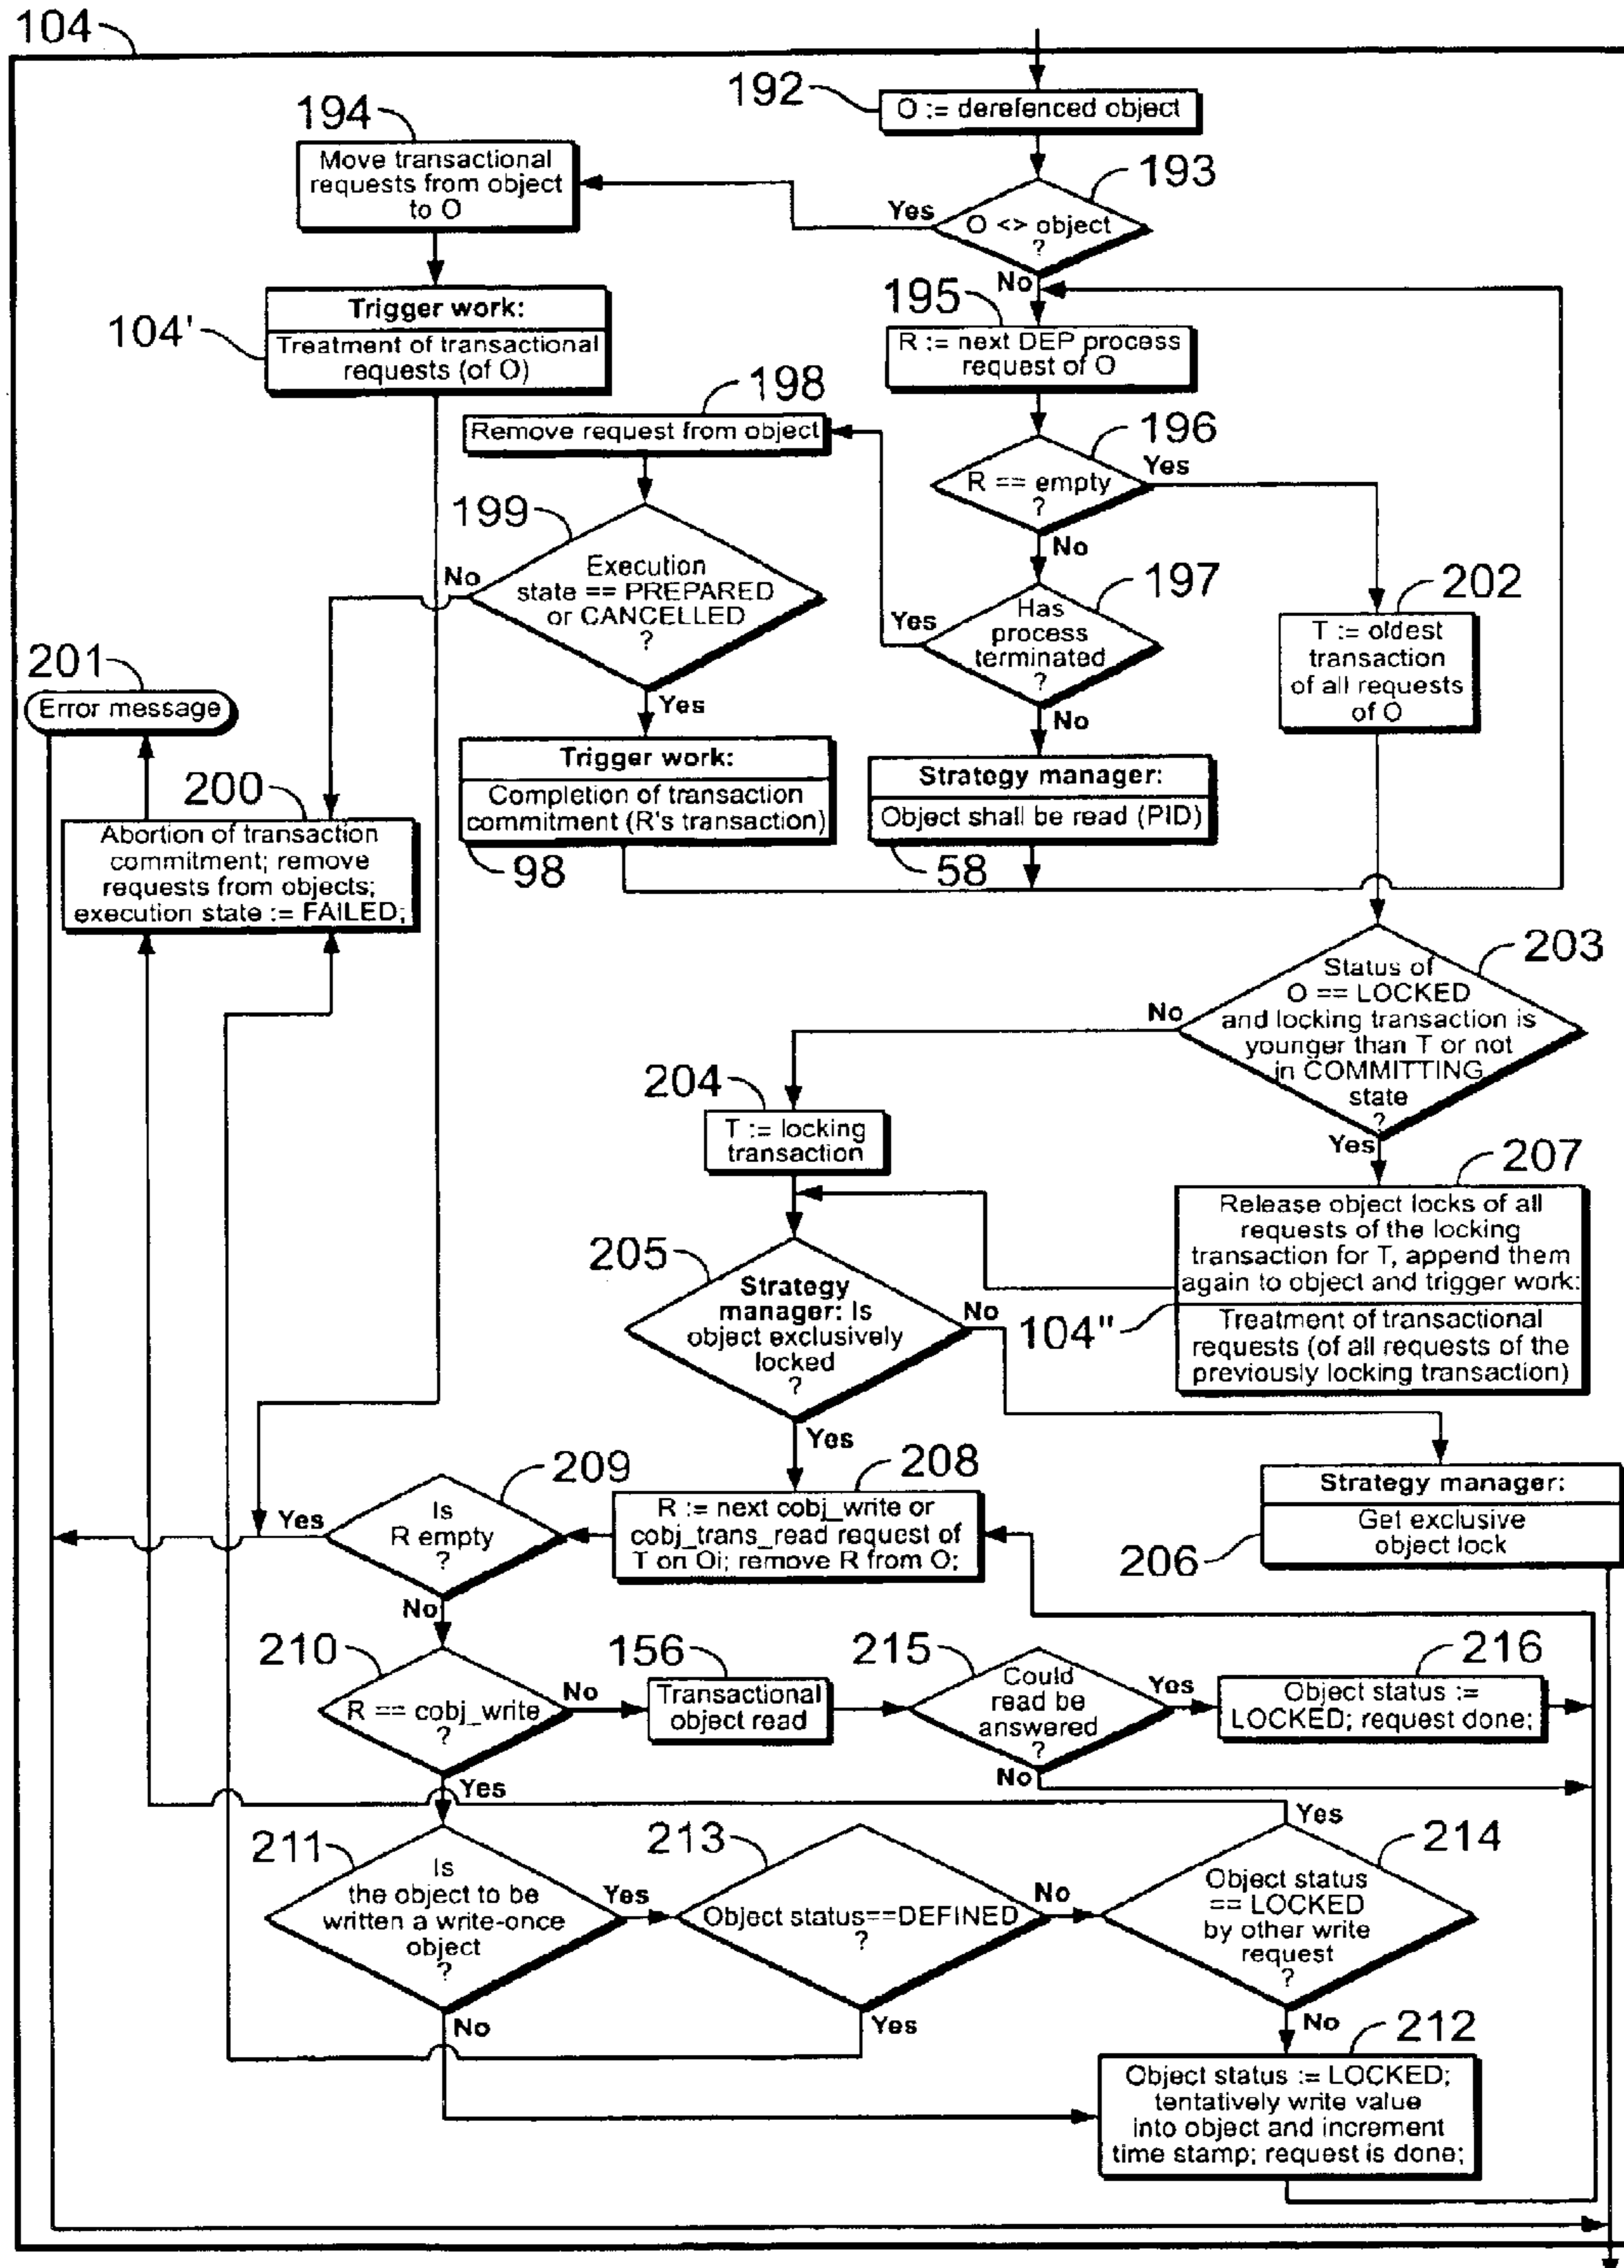 104
192
O := derefenced object
194
Move transactional
requests from object
to O
193
O <> object
?
Yes
No
104'
Trigger work:
Treatment of transactional
requests (of O)
195
R := next DEP process
request of O
198
Remove request from object
196
R == empty
?
Yes
No
199
Execution
state == PREPARED
or CANCELLED
?
No
Yes
197
Has
process
terminated
?
Yes
No
202
T := oldest
transaction
of all requests
of O
201
Error message
200
Abortion of transaction
commitment; remove
requests from objects;
execution state := FAILED;
Trigger work:
Completion of transaction
commitment (R's transaction)
98
Strategy manager:
Object shall be read (PID)
58
203
Status of
O == LOCKED
and locking transaction is
younger than T or not
in COMMITTING
state
?
No
Yes
204
T := locking
transaction
207
Release object locks of all
requests of the locking
transaction for T, append them
again to object and trigger work:
104"
Treatment of transactional
requests (of all requests of the
previously locking transaction)
205
Strategy
manager: Is
object exclusively
locked
?
No
Yes
Strategy manager:
Get exclusive
object lock
206
208
R := next cobj_write or
cobj_trans_read request of
T on Oi; remove R from O;
209
Is
R empty
?
Yes
No
210
R == cobj_write
?
No
Yes
156
Transactional
object read
215
Could
read be
answered
?
Yes
No
216
Object status :=
LOCKED; request done;
211
Is
the object to be
written a write-once
object
?
Yes
No
213
Object status==DEFINED
?
No
Yes
214
Object status
== LOCKED
by other write
request
?
Yes
No
212
Object status := LOCKED;
tentatively write value
into object and increment
time stamp; request is done;